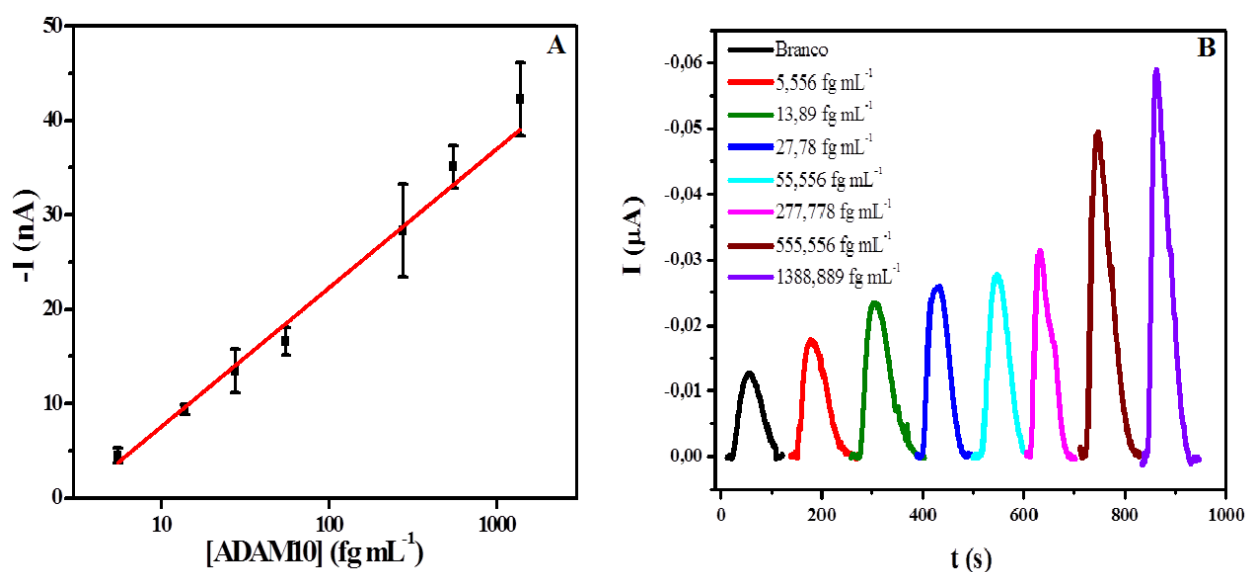 A
50
40
30
20
10
0
-I (nA)
10
100
1000
[ADAM10] (fg mL⁻¹)
B
Branco
5,556 fg mL⁻¹
13,89 fg mL⁻¹
27,78 fg mL⁻¹
55,556 fg mL⁻¹
277,778 fg mL⁻¹
555,556 fg mL⁻¹
1388,889 fg mL⁻¹
-0,06
-0,05
-0,04
-0,03
-0,02
-0,01
0,00
I (μA)
0
200
400
600
800
1000
t (s)